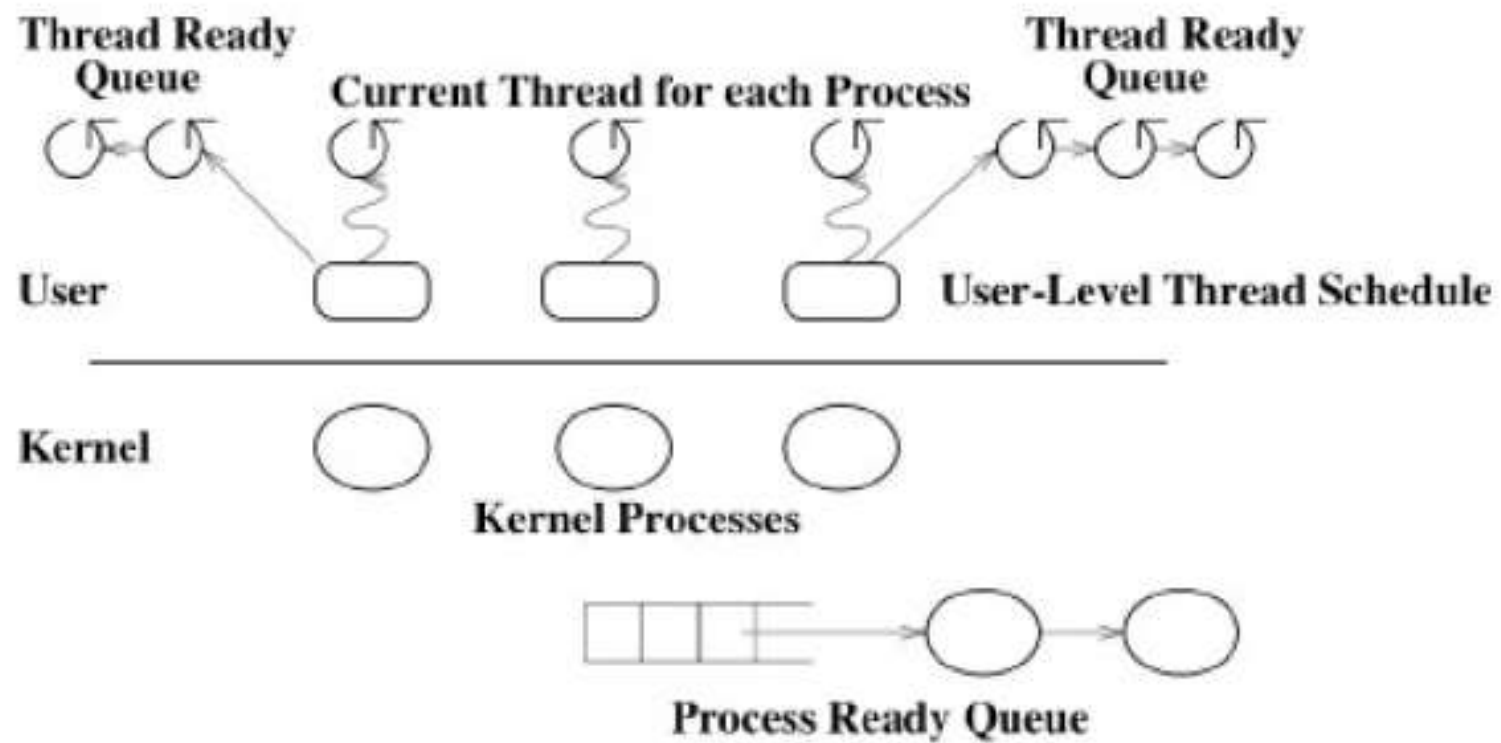 Thread Ready
Queue
Current Thread for each Process
Thread Ready
Queue
User
User-Level Thread Schedule
Kernel
Kernel Processes
Process Ready Queue